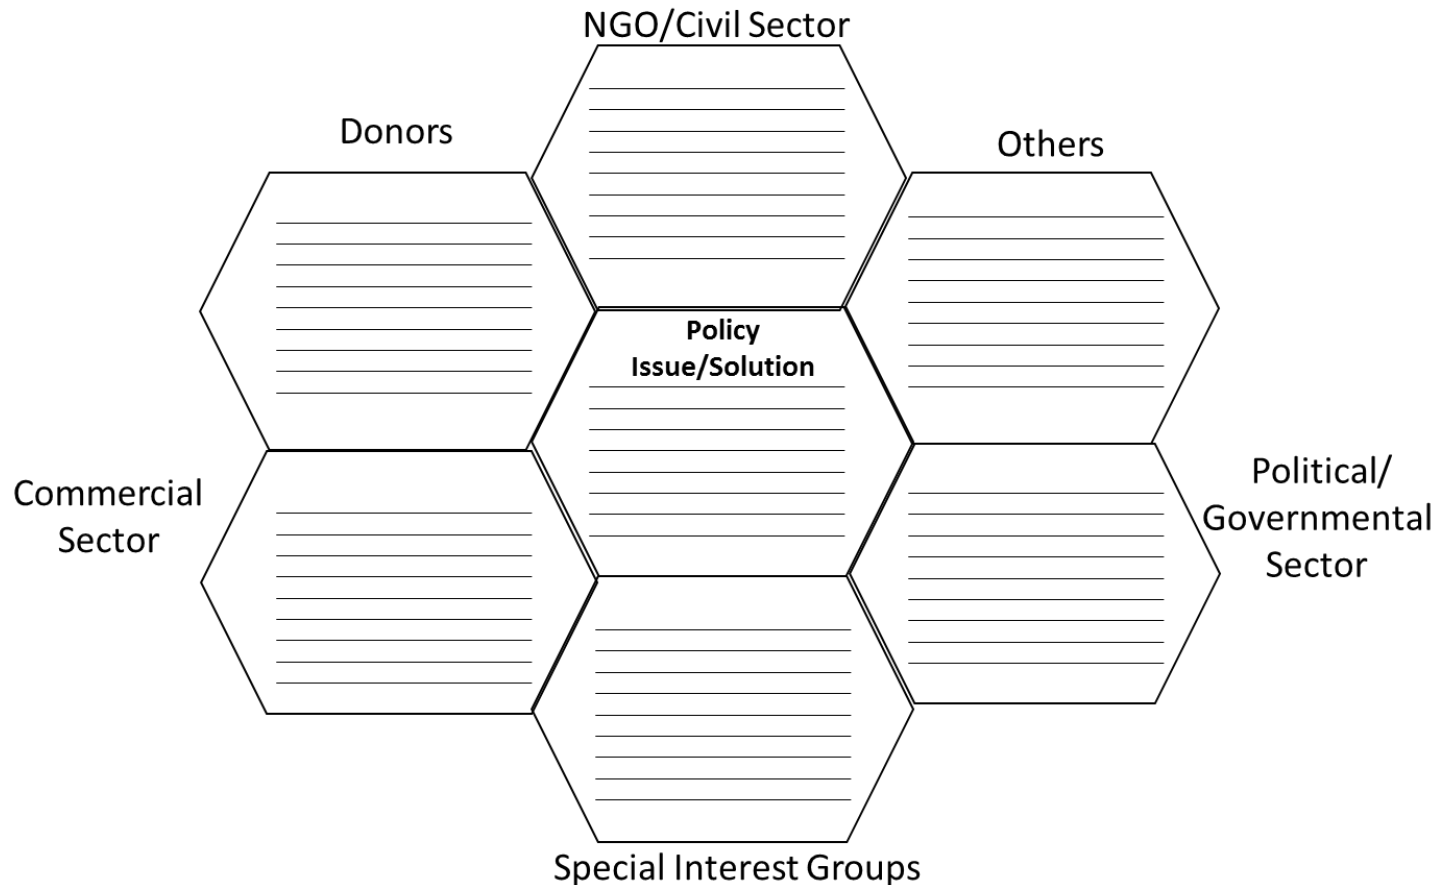 NGO/Civil Sector
Donors
Others
Policy
Issue/Solution
Commercial
Sector
Political/
Governmental
Sector
Special Interest Groups